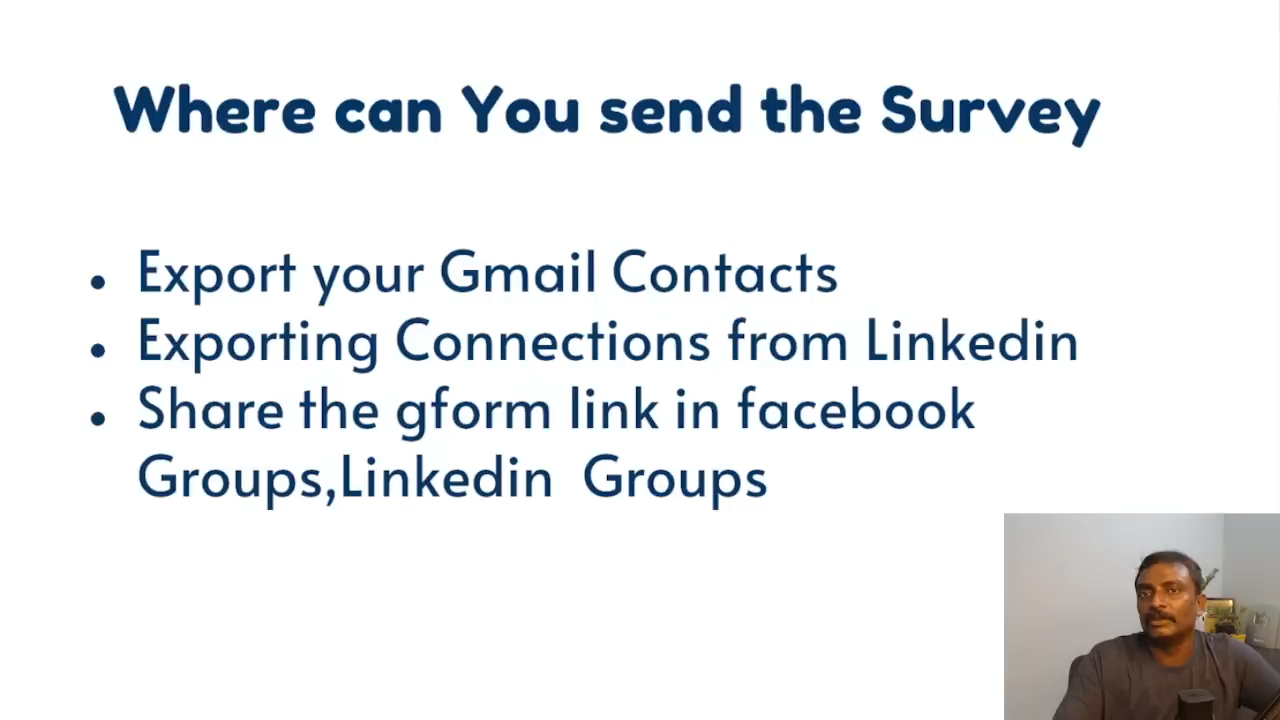 Where can You send the Survey
• Export your Gmail Contacts
• Exporting Connections from Linkedin
• Share the gform link in facebook
Groups,Linkedin Groups